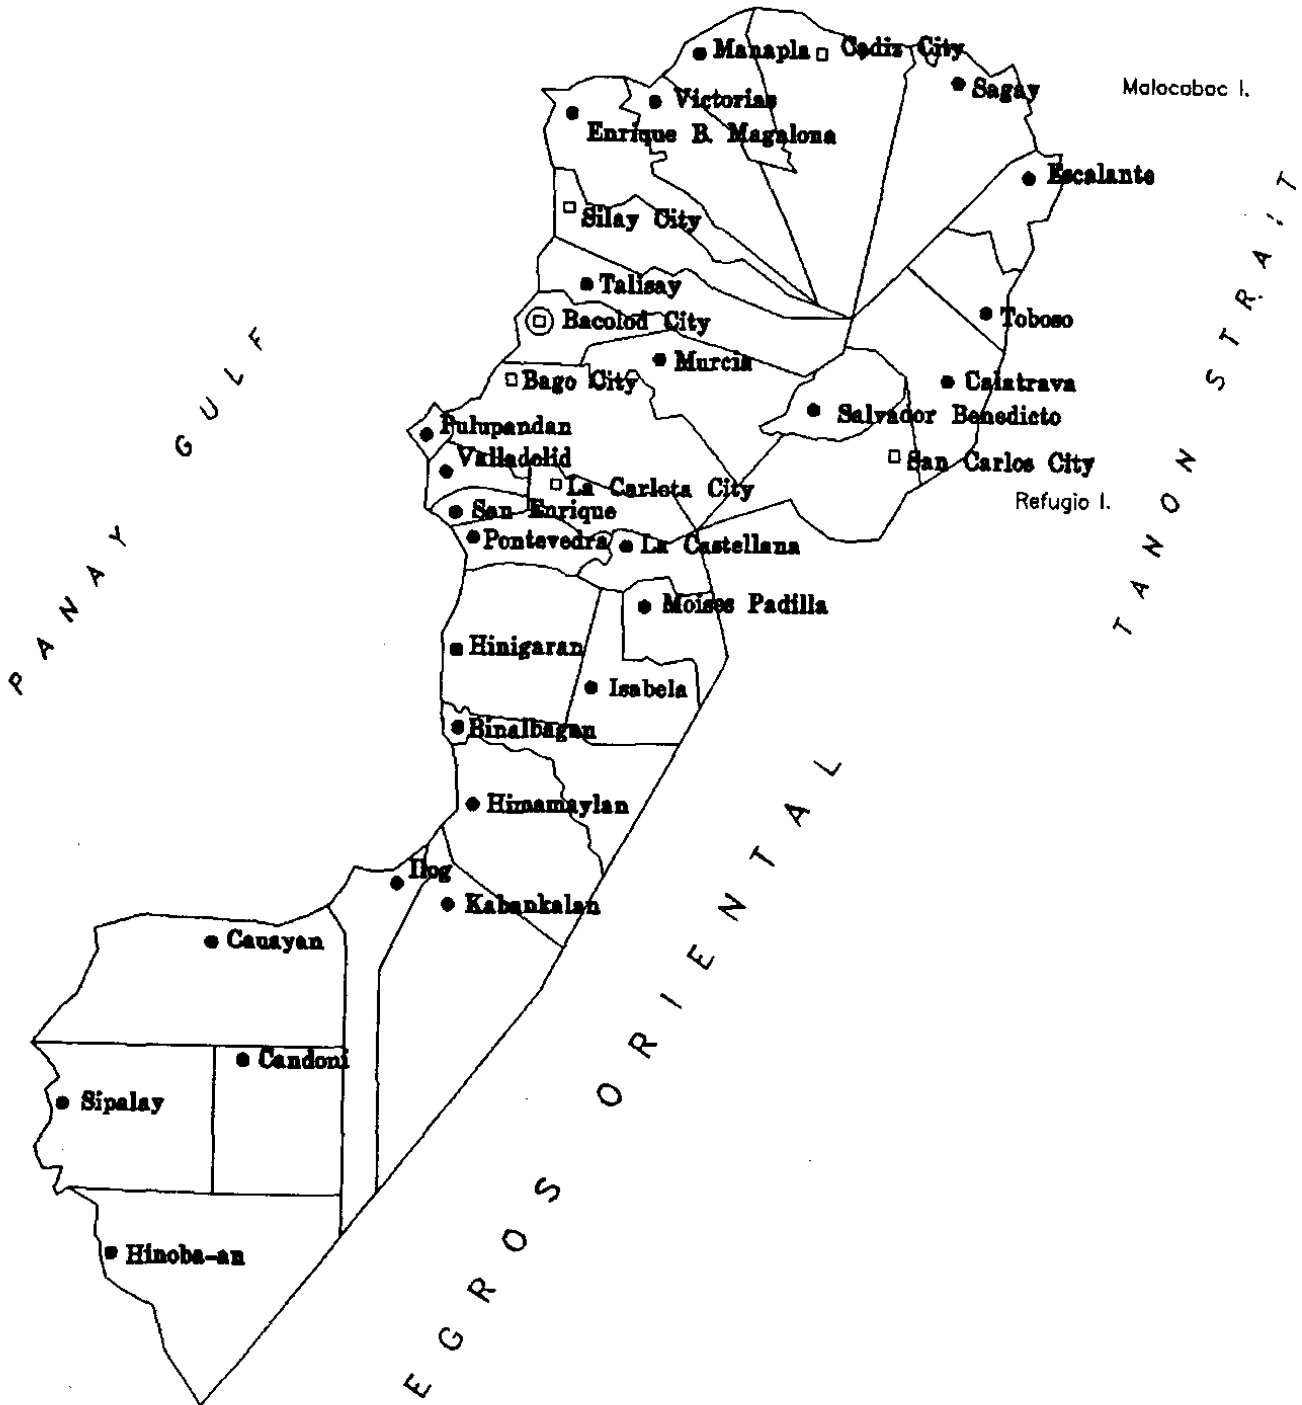 Manapla
Cadiz City
Sagay
Malocaboc I.
Victorias
Enrique B. Magalona
Escalante
Silay City
Talisay
Bacolod City
Toboso
Murcia
Bago City
Calatrava
Salvador Benedicto
Pulupandan
Valladolid
San Carlos City
La Carlota City
Refugio I.
San Enrique
Pontevedra
La Castellana
Moises Padilla
Hinigaran
Isabela
Binalbagan
Himamaylan
Ilog
Kabankalan
Cauayan
Candoni
Sipalay
Hinoba-an
PANAY GULF
TANON STRAIT
EGROS ORIENTAL